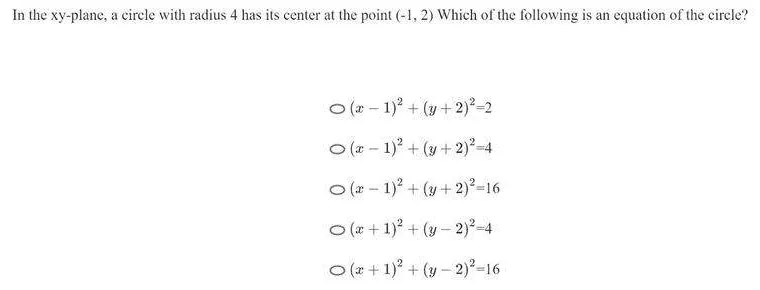 In the xy-plane, a circle with radius 4 has its center at the point (-1, 2) Which of the following is an equation of the circle?
(x − 1)² + (y + 2)²=2
(x − 1)² + (y + 2)²=4
(x − 1)² + (y + 2)²=16
(x + 1)² + (y − 2)²=4
(x + 1)² + (y − 2)²=16